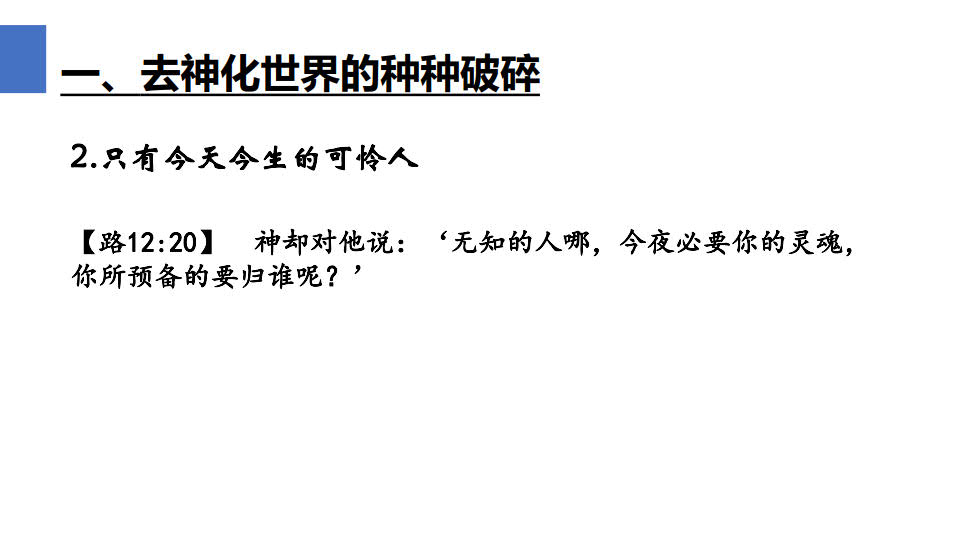 一、去神化世界的种种破碎
2.只有今天今生的可怜人
【路12:20】 神却对他说：‘无知的人哪，今夜必要你的灵魂，
你所预备的要归谁呢？’